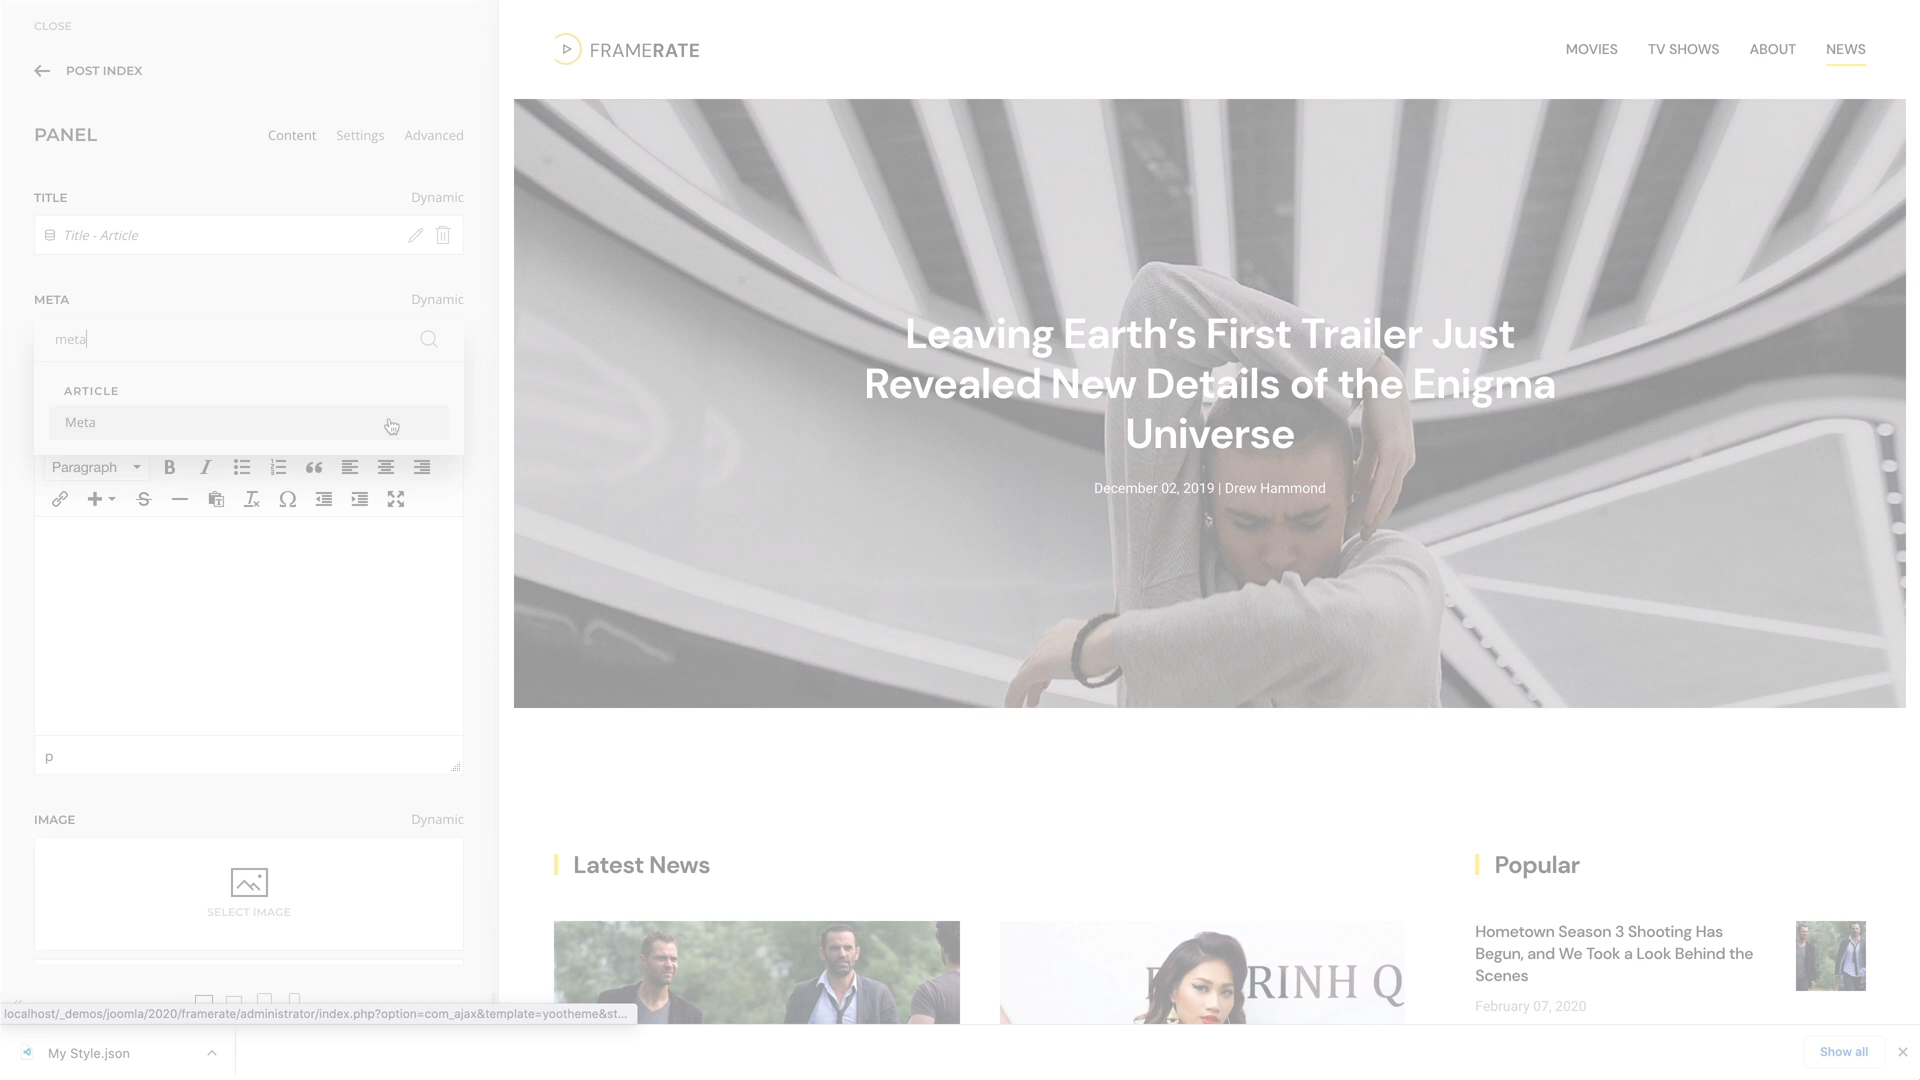 CLOSE
POST INDEX
PANEL
Content
Settings
Advanced
TITLE
Dynamic
Title - Article
META
Dynamic
meta
ARTICLE
Meta
Paragraph
p
IMAGE
Dynamic
SELECT IMAGE
localhost/_demos/joomla/2020/framerate/administrator/index.php?option=com_ajax&template=yootheme&st...
My Style.json
Show all
FRAMERATE
MOVIES
TV SHOWS
ABOUT
NEWS
Leaving Earth’s First Trailer Just
Revealed New Details of the Enigma
Universe
December 02, 2019 | Drew Hammond
Latest News
RINH Q
Popular
Hometown Season 3 Shooting Has
Begun, and We Took a Look Behind the
Scenes
February 07, 2020